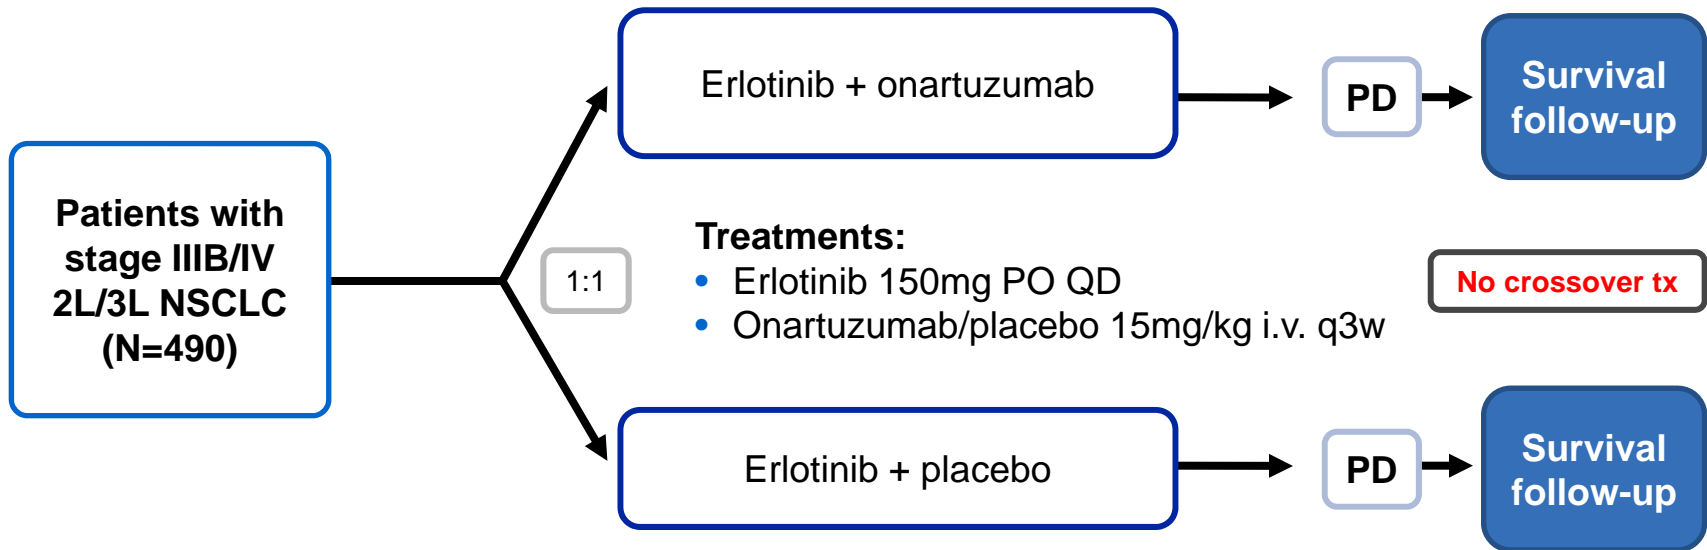 Patients with
stage IIIB/IV
2L/3L NSCLC
(N=490)
1:1
Erlotinib + onartuzumab
PD
Survival
follow-up
Treatments:
• Erlotinib 150mg PO QD
• Onartuzumab/placebo 15mg/kg i.v. q3w
No crossover tx
Erlotinib + placebo
PD
Survival
follow-up